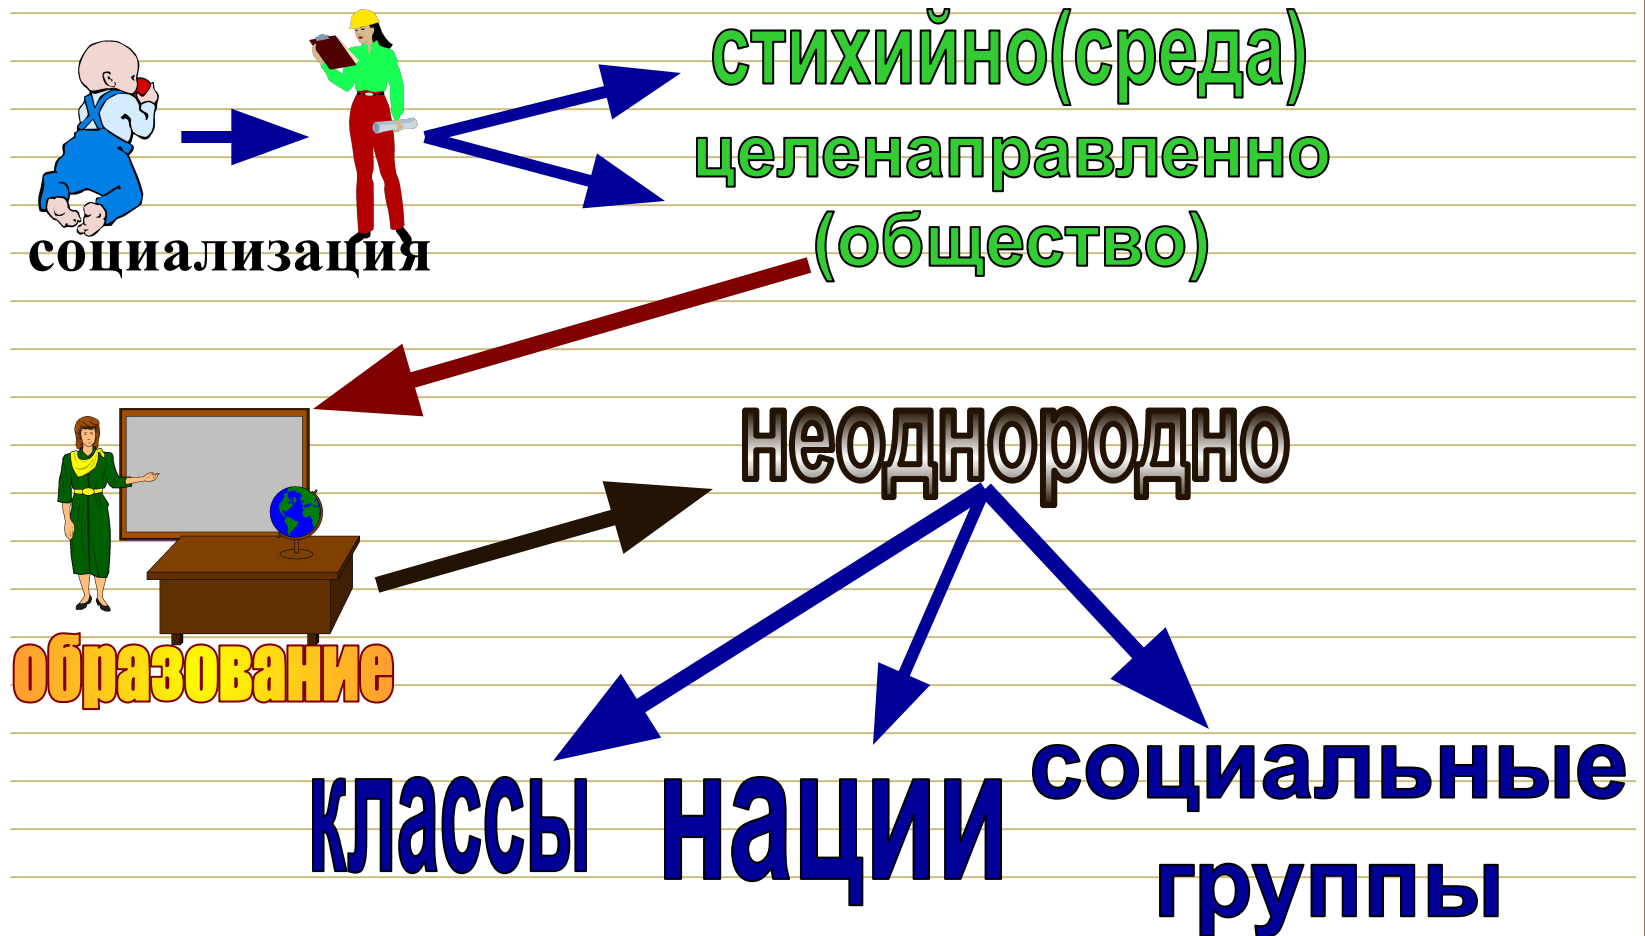 стихийно(среда)
целенаправленно
(общество)
социализация
неоднородно
образование
классы
нации
социальные
группы